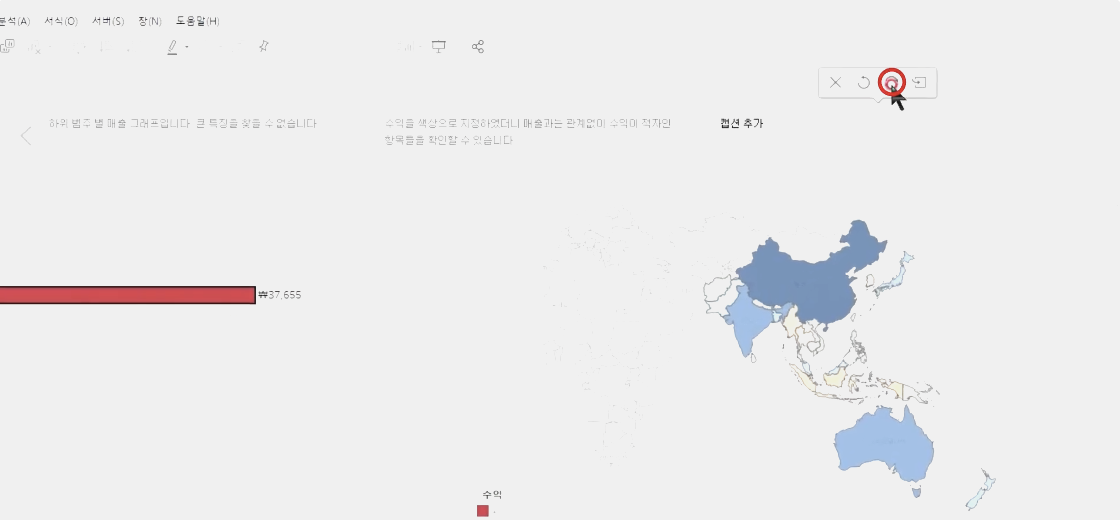 분석(A) 서식(O) 서버(S) 창(N) 도움말(H)
하위 범주 별 매출 그래프입니다. 큰 특징을 찾을 수 없습니다
수익을 색상으로 지정하였더니 매출과는 관계없이 수익이 적자인
항목들을 확인할 수 있습니다
캡션 추가
₩37,655
수익